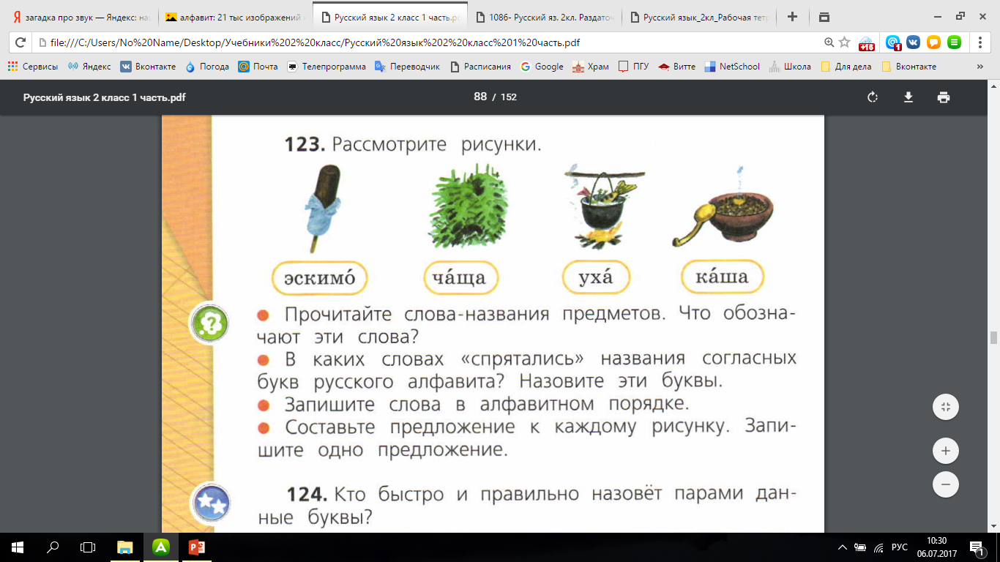 загадка про звук — Яндекс: на
алфавит: 21 тыс изображений
Русский язык 2 класс 1 часть.p
1086- Русский яз. 2кл. Раздаточ
Русский язык_2кл_Рабочая тетр
file:///C:/Users/No%20Name/Desktop/Учебники%202%20класс/Русский%20язык%202%20класс%201%20часть.pdf
+16
1
Сервисы Яндекс Вконтакте Погода Почта Телепрограмма Переводчик Расписания Google Храм ПГУ Витте NetSchool Школа Для дела Вконтакте »
Русский язык 2 класс 1 часть.pdf
88 / 152
123. Рассмотрите рисунки.
эскимо́ ча́ща уха́ ка́ша
● Прочитайте слова-названия предметов. Что обозна-
чают эти слова?
● В каких словах «спрятались» названия согласных
букв русского алфавита? Назовите эти буквы.
● Запишите слова в алфавитном порядке.
● Составьте предложение к каждому рисунку. Запи-
шите одно предложение.
124. Кто быстро и правильно назовёт парами дан-
ные буквы?
РУС
10:30
06.07.2017
1